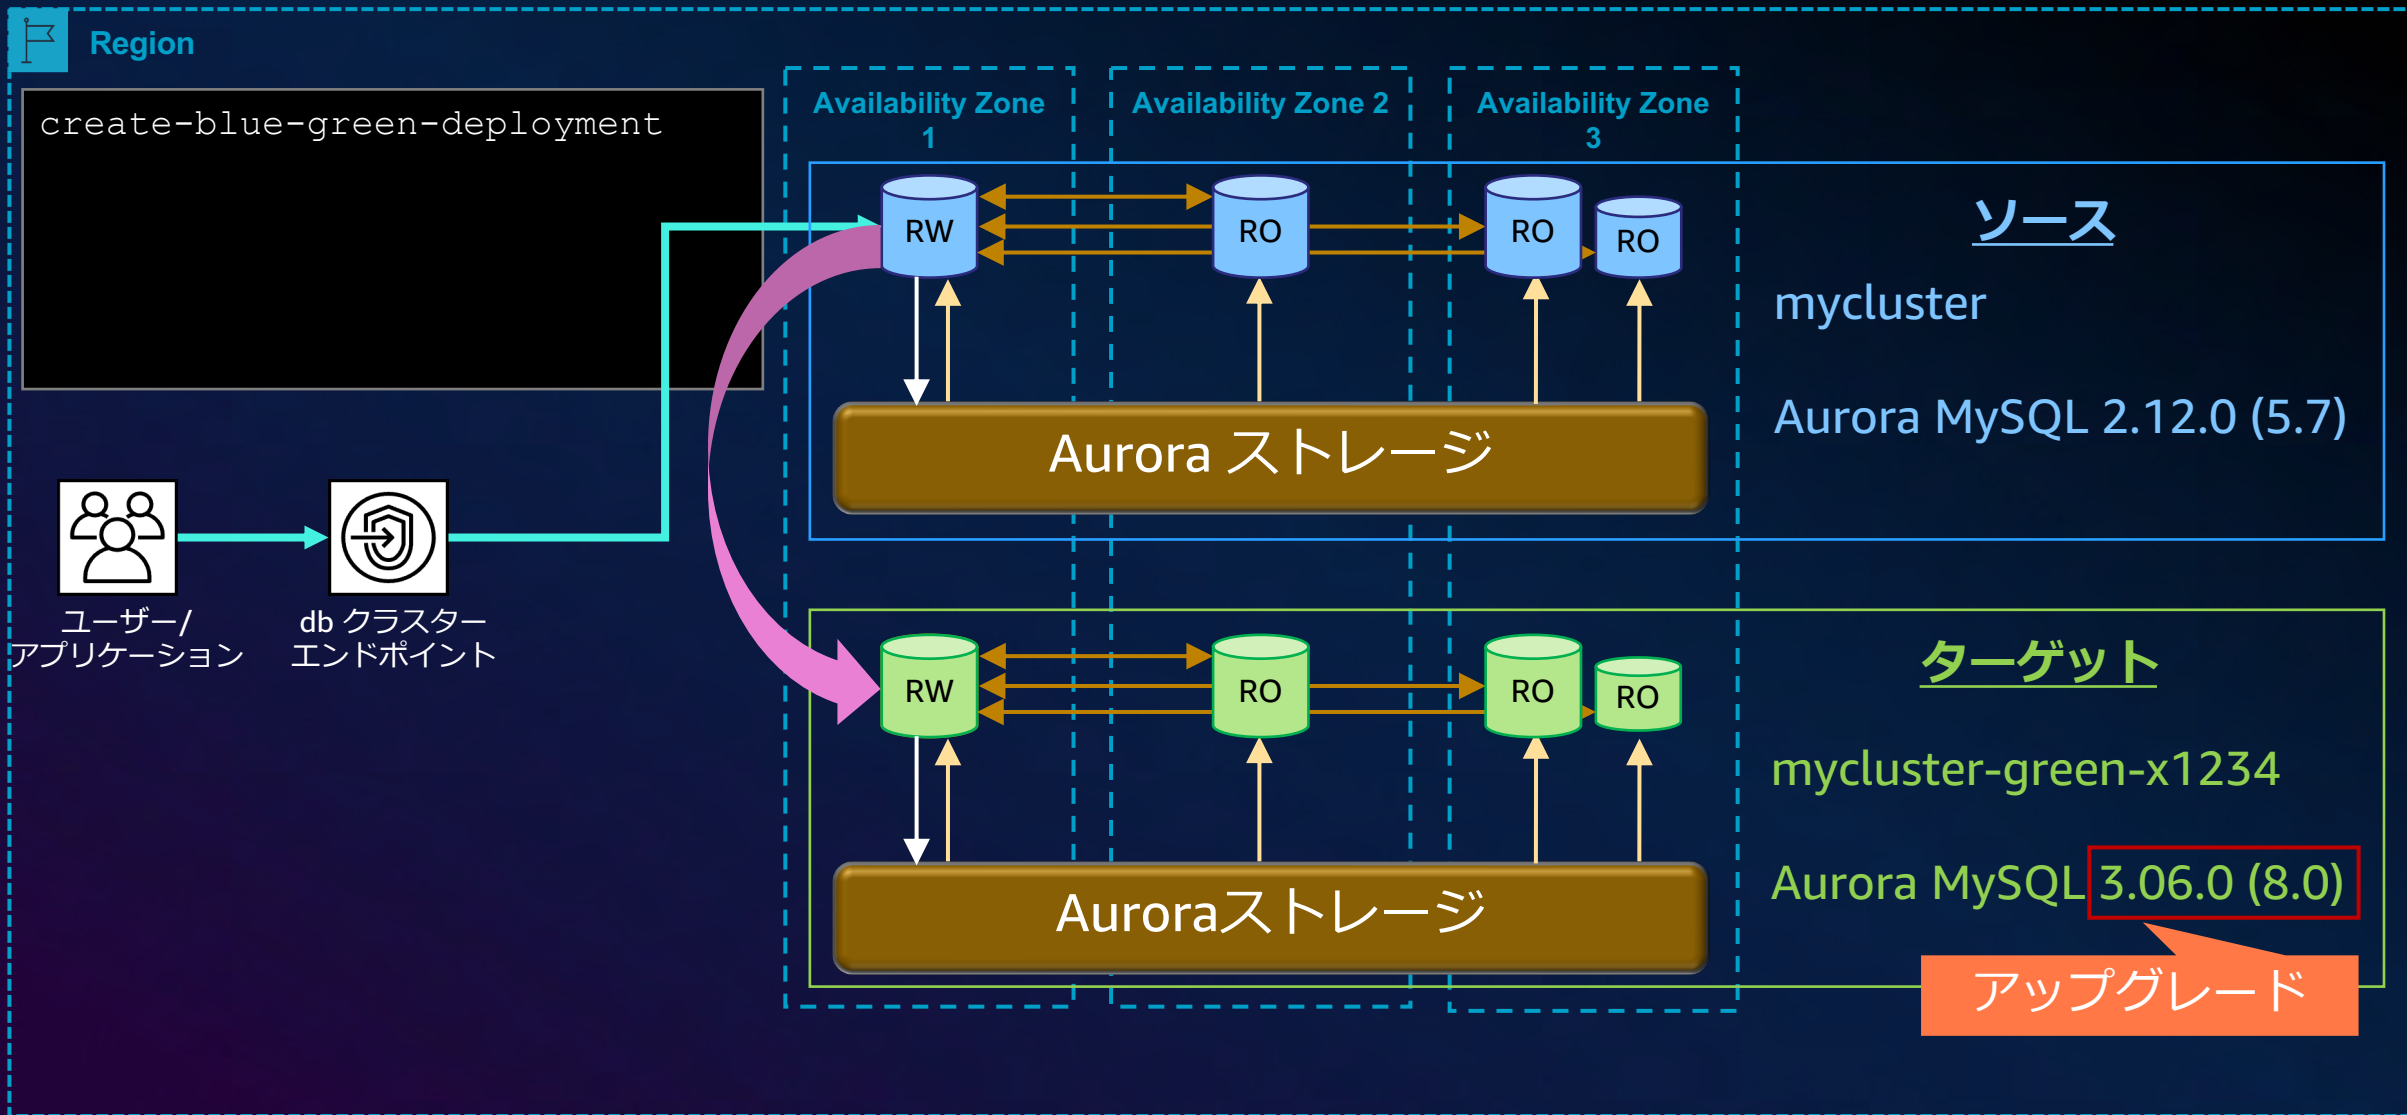 Region
create-blue-green-deployment
Availability Zone
1
Availability Zone 2
Availability Zone
3
RW
RO
RO
RO
ソース
mycluster
Aurora MySQL 2.12.0 (5.7)
Aurora ストレージ
ユーザー/
アプリケーション
db クラスター
エンドポイント
RW
RO
RO
RO
ターゲット
mycluster-green-x1234
Aurora MySQL 3.06.0 (8.0)
Auroraストレージ
アップグレード